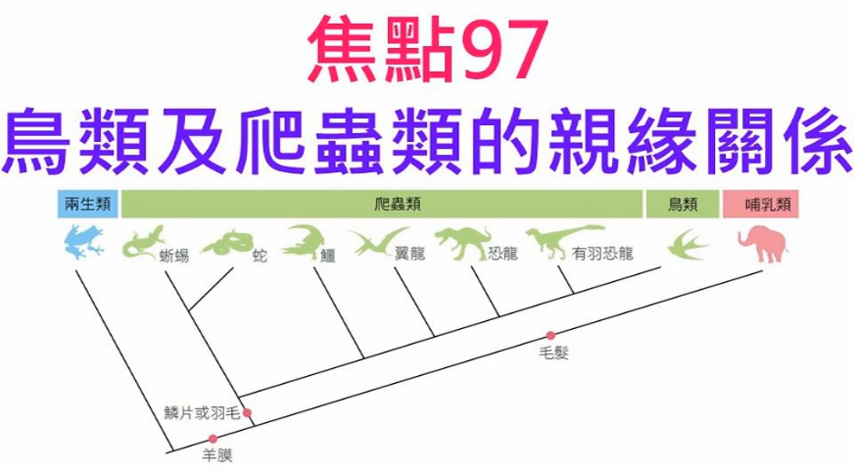 焦點97
鳥類及爬蟲類的親緣關係
兩生類 爬蟲類 鳥類 哺乳類
蜥蜴 蛇 鱷 翼龍 恐龍 有羽恐龍
毛髮
鱗片或羽毛
羊膜